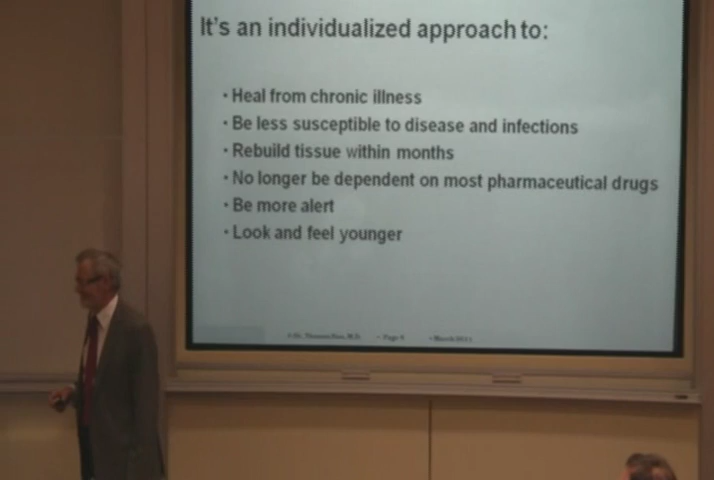 It's an individualized approach to:
• Heal from chronic illness
• Be less susceptible to disease and infections
• Rebuild tissue within months
• No longer be dependent on most pharmaceutical drugs
• Be more alert
• Look and feel younger